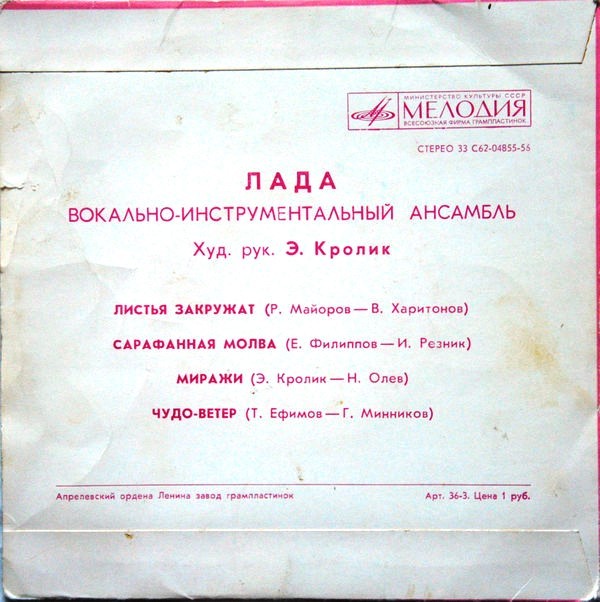 МИНИСТЕРСТВО КУЛЬТУРЫ СССР
МЕЛОДИЯ
ВСЕСОЮЗНАЯ ФИРМА ГРАМПЛАСТИНОК
СТЕРЕО 33 С62-04855-56
ЛАДА
ВОКАЛЬНО-ИНСТРУМЕНТАЛЬНЫЙ АНСАМБЛЬ
Худ. рук. Э. Кролик
ЛИСТЬЯ ЗАКРУЖАТ (Р. Майоров — В. Харитонов)
САРАФАННАЯ МОЛВА (Е. Филиппов — И. Резник)
МИРАЖИ (Э. Кролик — Н. Олев)
ЧУДО-ВЕТЕР (Т. Ефимов — Г. Минников)
Апрелевский ордена Ленина завод грампластинок Арт. 36-3. Цена 1 руб.